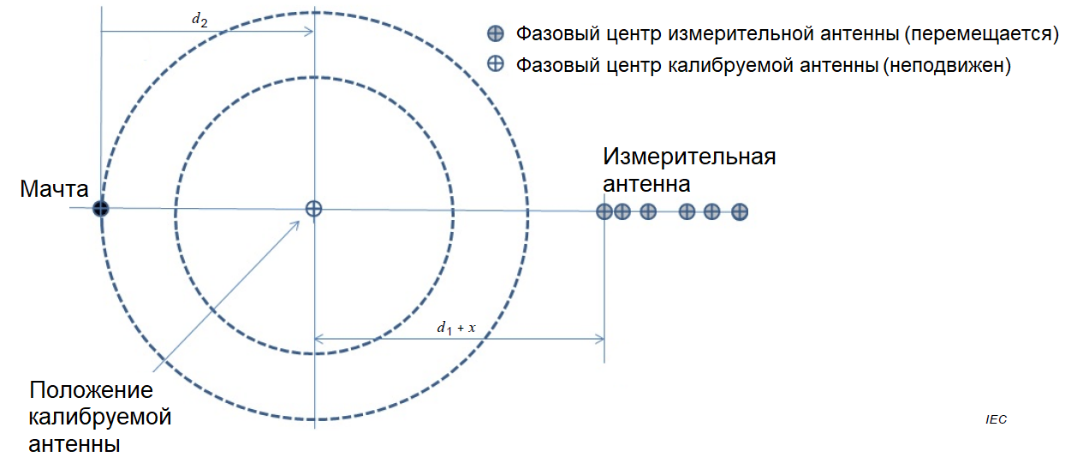 d2
Фазовый центр измерительной антенны (перемещается)
Фазовый центр калибруемой антенны (неподвижен)
Измерительная
антенна
Мачта
d1 + x
Положение
калибруемой
антенны
IEC